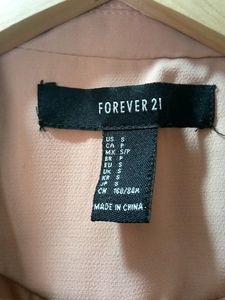 FOREVER 21
US S
CA P
MX S/P
BR P
EU S
UK S
KR S
JP S
CN 160/84A
MADE IN CHINA